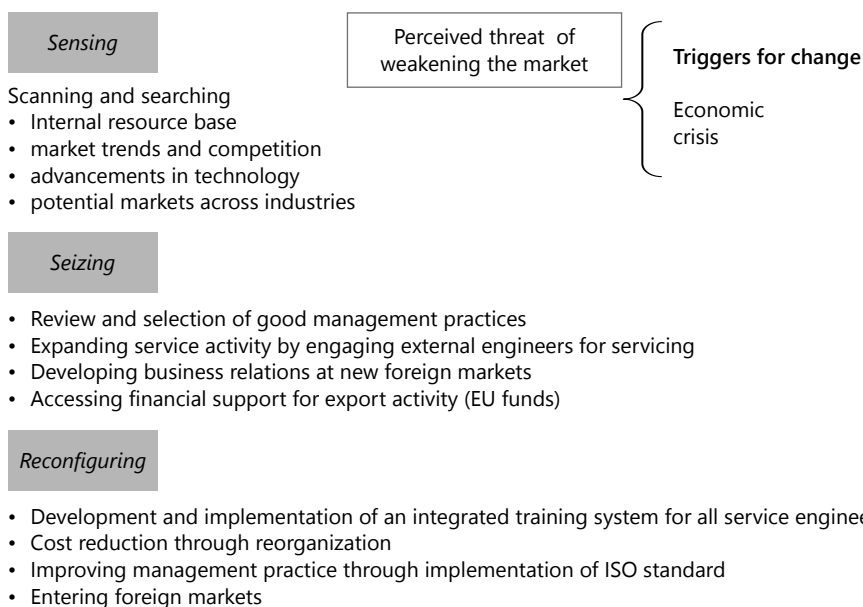 Sensing
Perceived threat of
weakening the market
Triggers for change
Economic
crisis
Scanning and searching
• Internal resource base
• market trends and competition
• advancements in technology
• potential markets across industries
Seizing
• Review and selection of good management practices
• Expanding service activity by engaging external engineers for servicing
• Developing business relations at new foreign markets
• Accessing financial support for export activity (EU funds)
Reconfiguring
• Development and implementation of an integrated training system for all service
• Cost reduction through reorganization
• Improving management practice through implementation of ISO standard
• Entering foreign markets